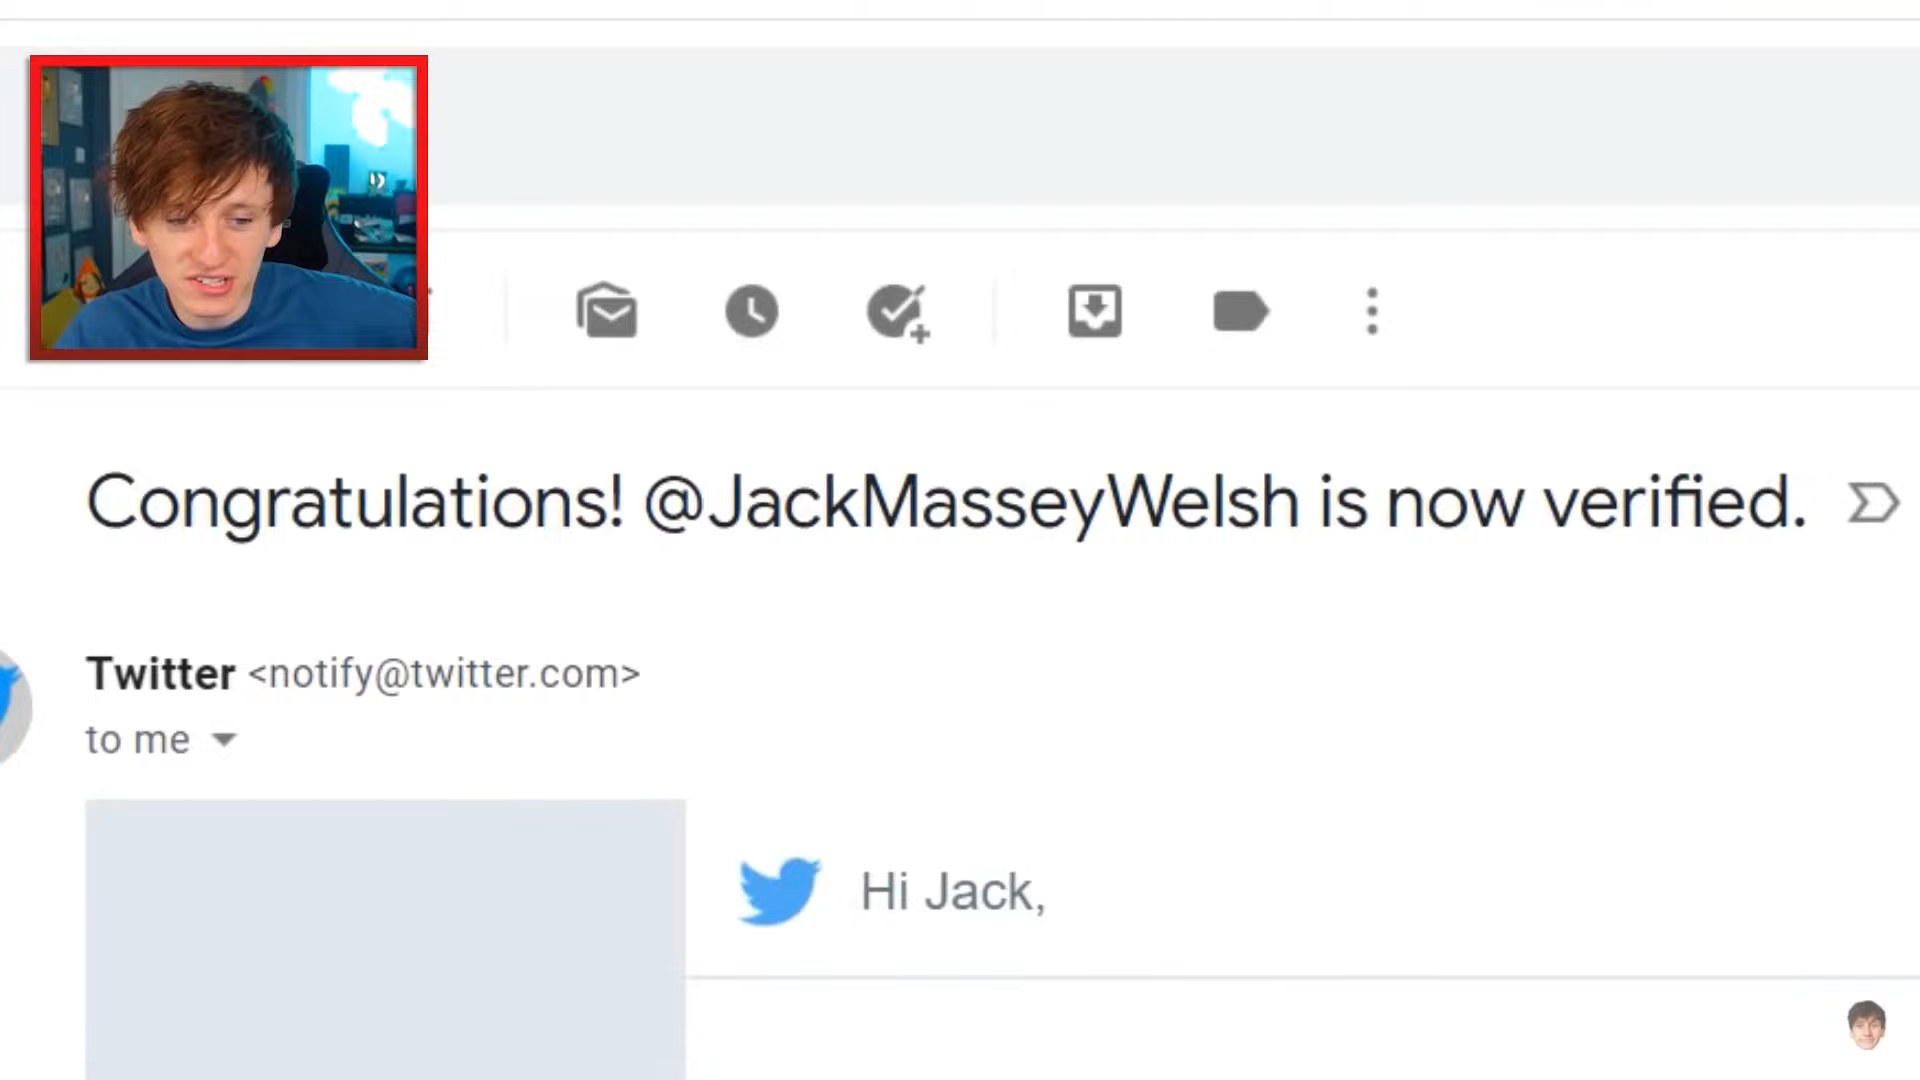 Congratulations! @JackMasseyWelsh is now verified.
Twitter <notify@twitter.com>
to me
Hi Jack,